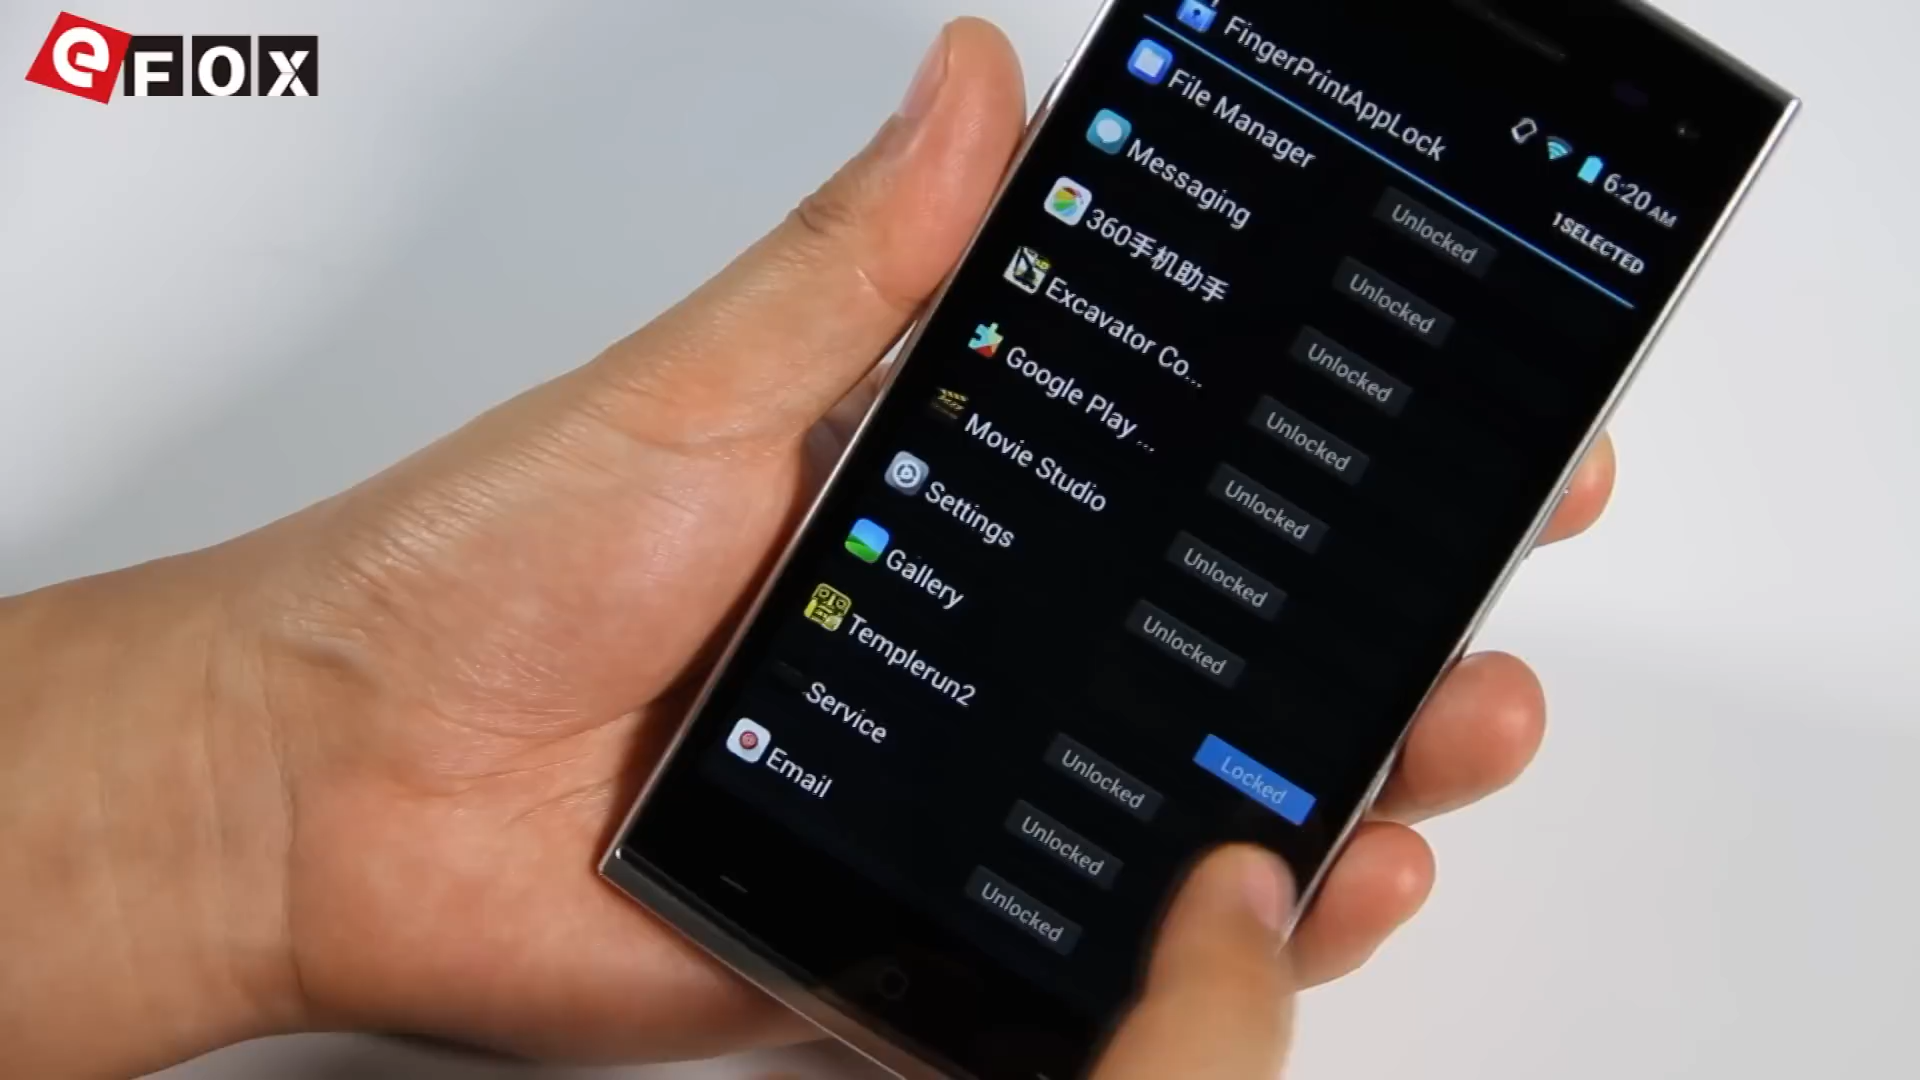 eFOX
6:20 AM
FingerPrintAppLock
1 SELECTED
File Manager
Unlocked
Messaging
Unlocked
360手机助手
Unlocked
Excavator Co...
Unlocked
Google Play ...
Unlocked
Movie Studio
Unlocked
Settings
Unlocked
Gallery
Locked
Templerun2
Unlocked
Service
Unlocked
Email
Unlocked